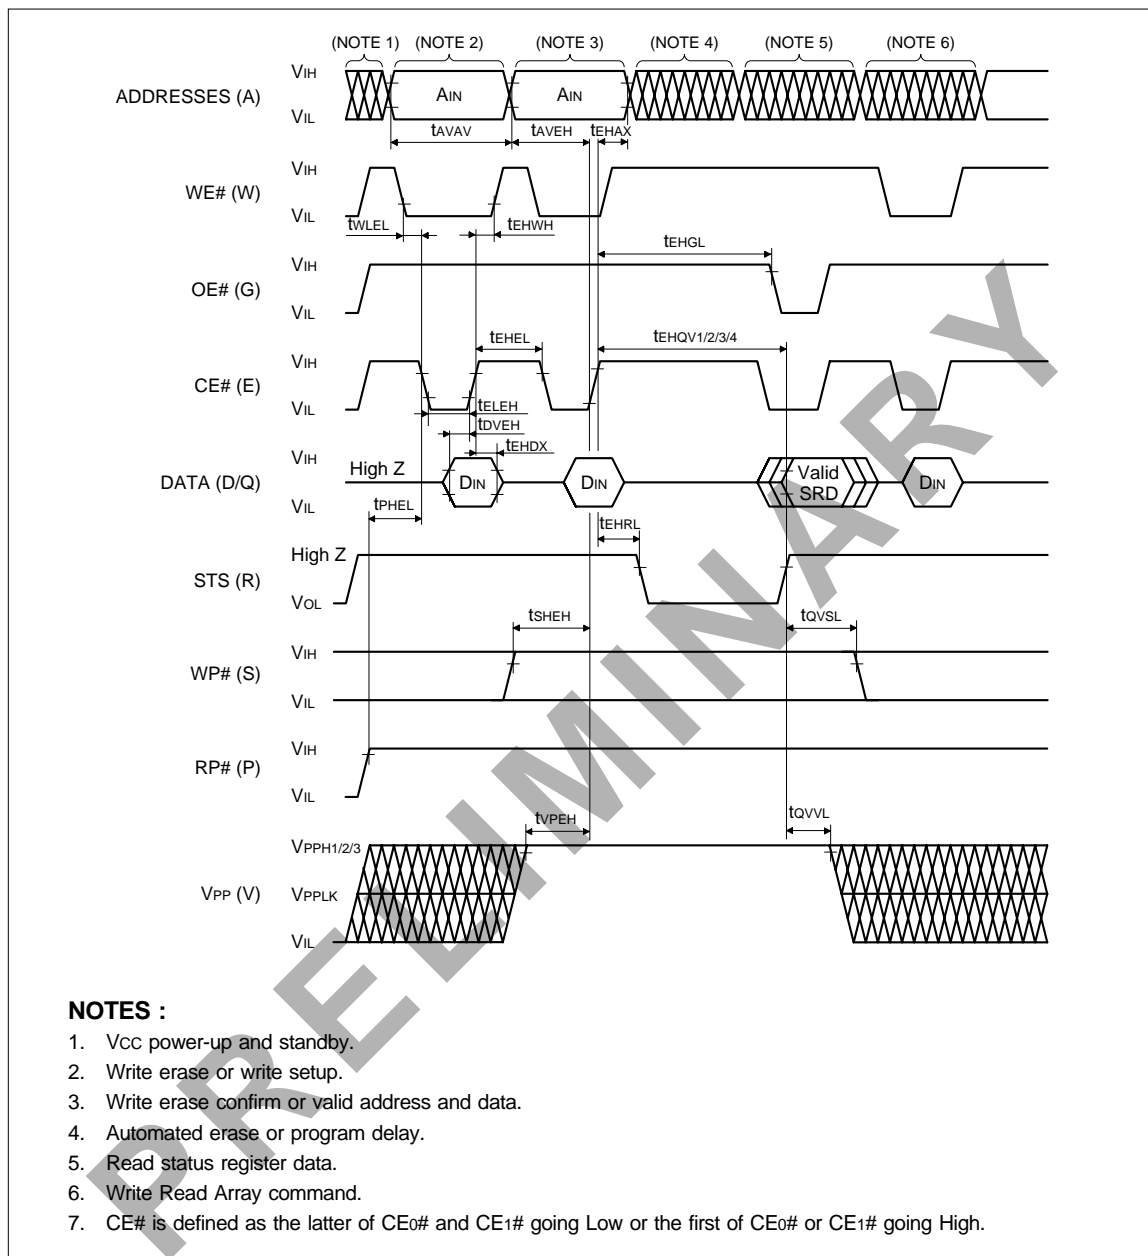 (NOTE 1) (NOTE 2) (NOTE 3) (NOTE 4) (NOTE 5) (NOTE 6)
ADDRESSES (A)
VIH
VIL
AIN
AIN
tAVAV
tAVEH
tEHAX
WE# (W)
VIH
VIL
tWLEL
tEHWH
tEHGL
OE# (G)
VIH
VIL
tEHEL
tEHQV1/2/3/4
CE# (E)
VIH
VIL
tELEH
tDVEH
tEHDX
DATA (D/Q)
VIH
VIL
High Z
DIN
DIN
Valid
SRD
DIN
tPHEL
tEHRL
STS (R)
High Z
VOL
tSHEH
tQVSL
WP# (S)
VIH
VIL
RP# (P)
VIH
VIL
tVPEH
tQVVL
VPP (V)
VPPH1/2/3
VPPLK
VIL
PRELIMINARY
NOTES :
1. VCC power-up and standby.
2. Write erase or write setup.
3. Write erase confirm or valid address and data.
4. Automated erase or program delay.
5. Read status register data.
6. Write Read Array command.
7. CE# is defined as the latter of CE0# and CE1# going Low or the first of CE0# or CE1# going High.